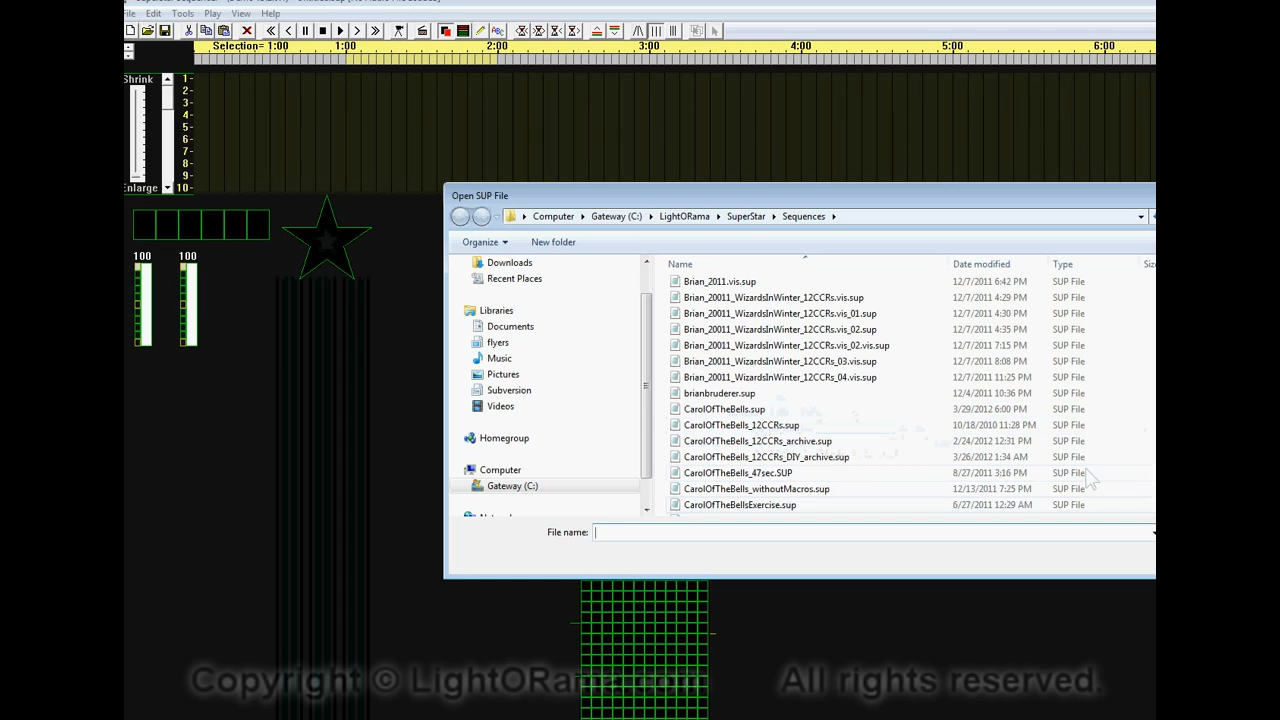 File Edit Tools Play View Help
Selection= 1:00 1:00 2:00 3:00 4:00 5:00 6:00
Shrink
Enlarge
1
2
3
4
5
6
7
8
9
10
100 100
Open SUP File
Computer Gateway (C:) LightORama SuperStar Sequences
Organize New folder
Downloads
Recent Places
Libraries
Documents
flyers
Music
Pictures
Subversion
Videos
Homegroup
Computer
Gateway (C:)
Name Date modified Type
Brian_2011.vis.sup 12/7/2011 6:42 PM SUP File
Brian_20011_WizardsInWinter_12CCRs.vis.sup 12/7/2011 4:29 PM SUP File
Brian_20011_WizardsInWinter_12CCRs.vis_01.sup 12/7/2011 4:30 PM SUP File
Brian_20011_WizardsInWinter_12CCRs.vis_02.sup 12/7/2011 4:35 PM SUP File
Brian_20011_WizardsInWinter_12CCRs.vis_02.vis.sup 12/7/2011 7:15 PM SUP File
Brian_20011_WizardsInWinter_12CCRs_03.vis.sup 12/7/2011 8:08 PM SUP File
Brian_20011_WizardsInWinter_12CCRs_04.vis.sup 12/7/2011 11:25 PM SUP File
brianbruderer.sup 12/4/2011 10:36 PM SUP File
CarolOfTheBells.sup 3/29/2012 6:00 PM SUP File
CarolOfTheBells_12CCRs.sup 10/18/2010 11:28 PM SUP File
CarolOfTheBells_12CCRs_archive.sup 2/24/2012 12:31 PM SUP File
CarolOfTheBells_12CCRs_DIY_archive.sup 3/26/2012 1:34 AM SUP File
CarolOfTheBells_47sec.SUP 8/27/2011 3:16 PM SUP File
CarolOfTheBells_withoutMacros.sup 12/13/2011 7:25 PM SUP File
CarolOfTheBellsExercise.sup 6/27/2011 12:29 AM SUP File
File name:
Copyright © LightORama.com All rights reserved.